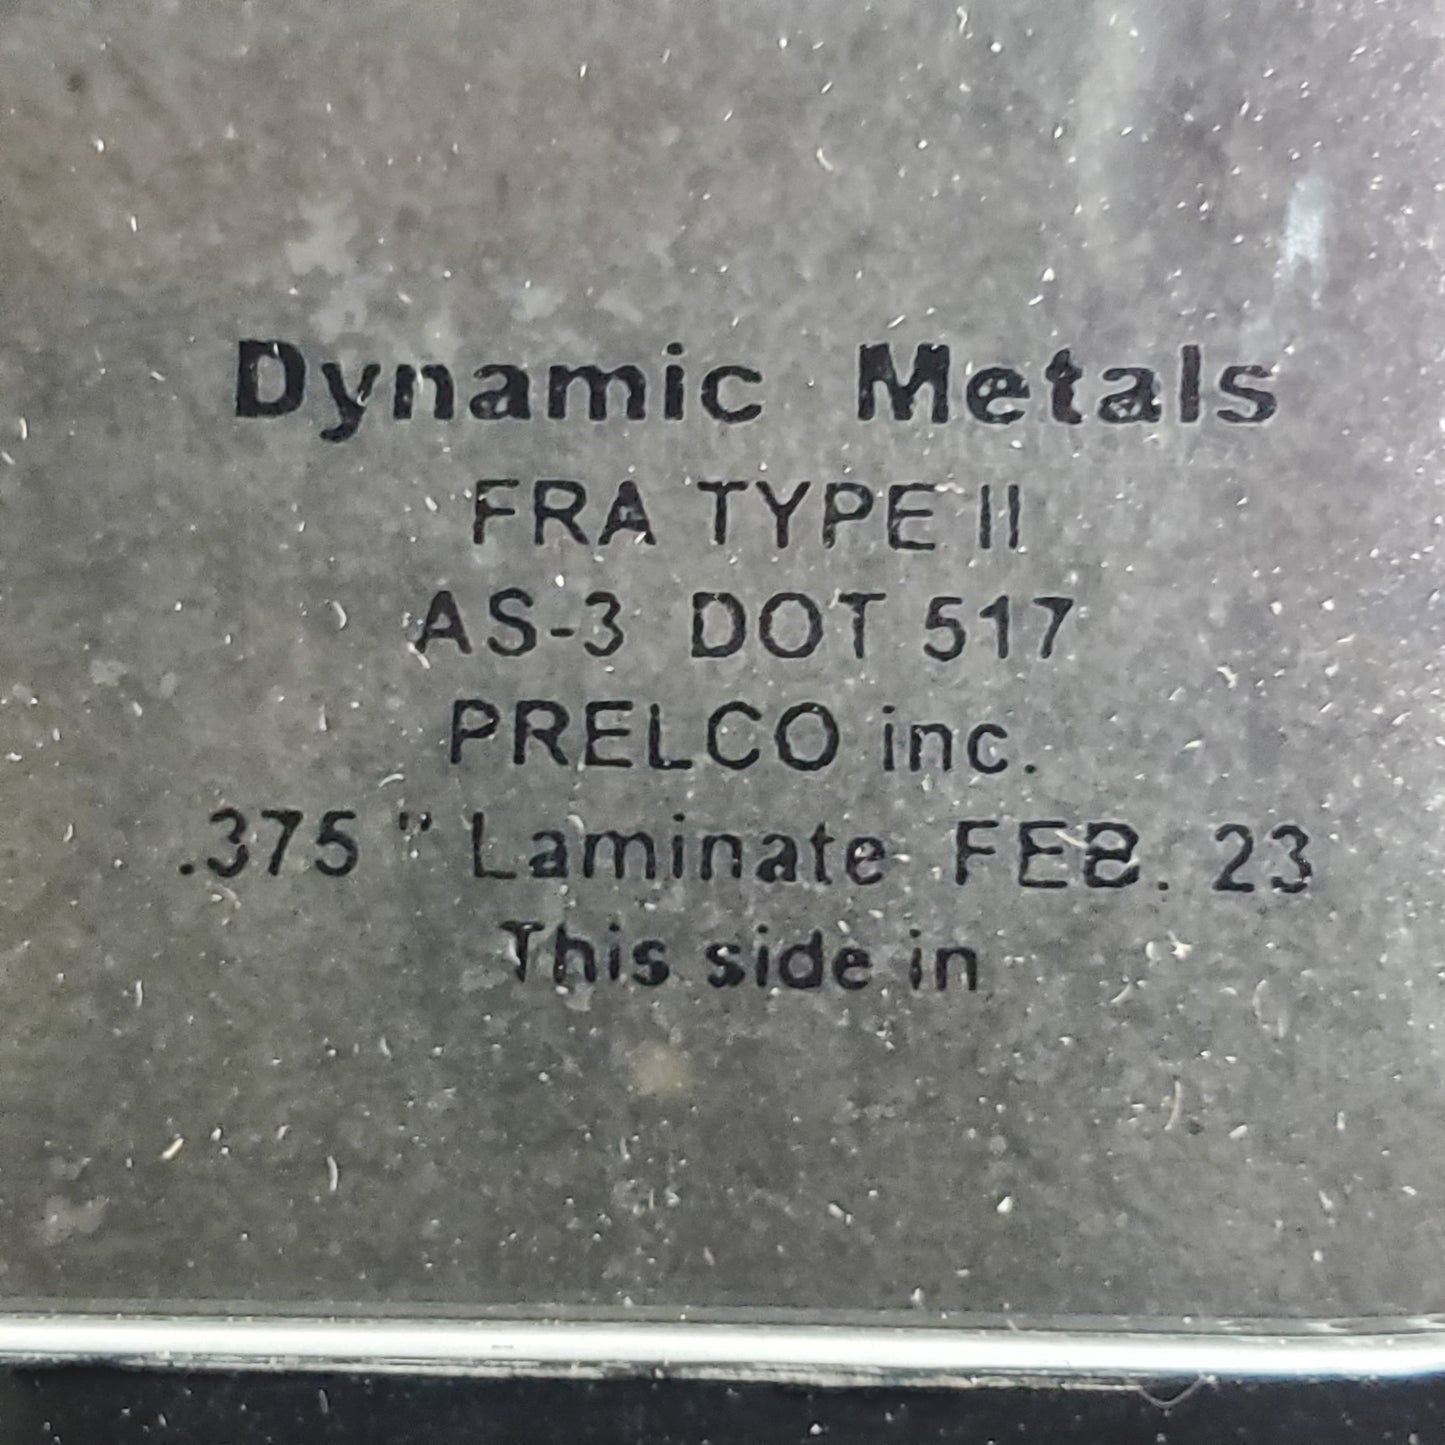 Dynamic Metals
FRA TYPE II
AS-3 DOT 517
PRELCO inc.
.375 " Laminate FEB. 23
This side in